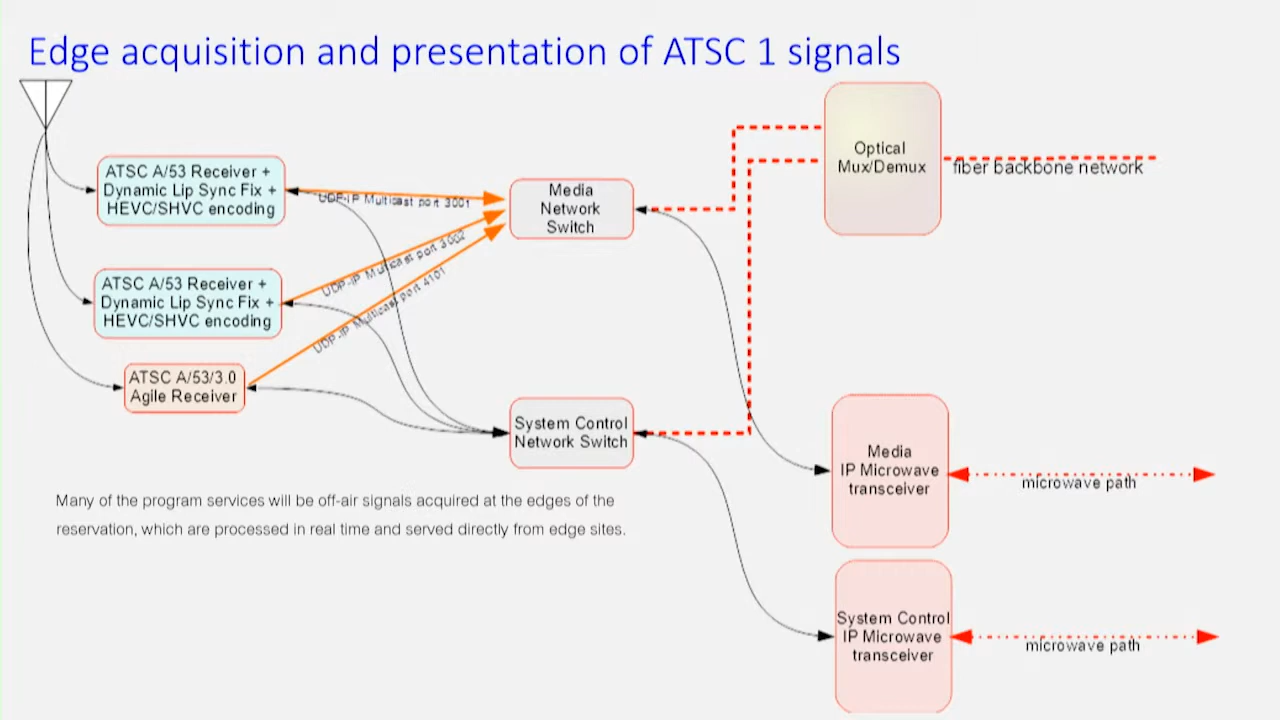 Edge acquisition and presentation of ATSC 1 signals
ATSC A/53 Receiver +
Dynamic Lip Sync Fix +
HEVC/SHVC encoding
UDP-IP Multicast port 3001
Media
Network
Switch
Optical
Mux/Demux
fiber backbone network
ATSC A/53 Receiver +
Dynamic Lip Sync Fix +
HEVC/SHVC encoding
UDP-IP Multicast port 3002
UDP-IP Multicast port 4101
ATSC A/53/3.0
Agile Receiver
System Control
Network Switch
Media
IP Microwave
transceiver
microwave path
Many of the program services will be off-air signals acquired at the edges of the
reservation, which are processed in real time and served directly from edge sites.
System Control
IP Microwave
transceiver
microwave path